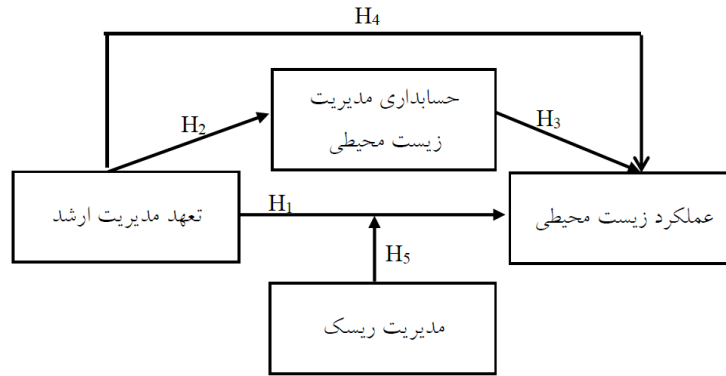 H4
حسابداری مدیریت
زیست محیطی
H2
H3
تعهد مدیریت ارشد
H1
عملکرد زیست محیطی
H5
مدیریت ریسک